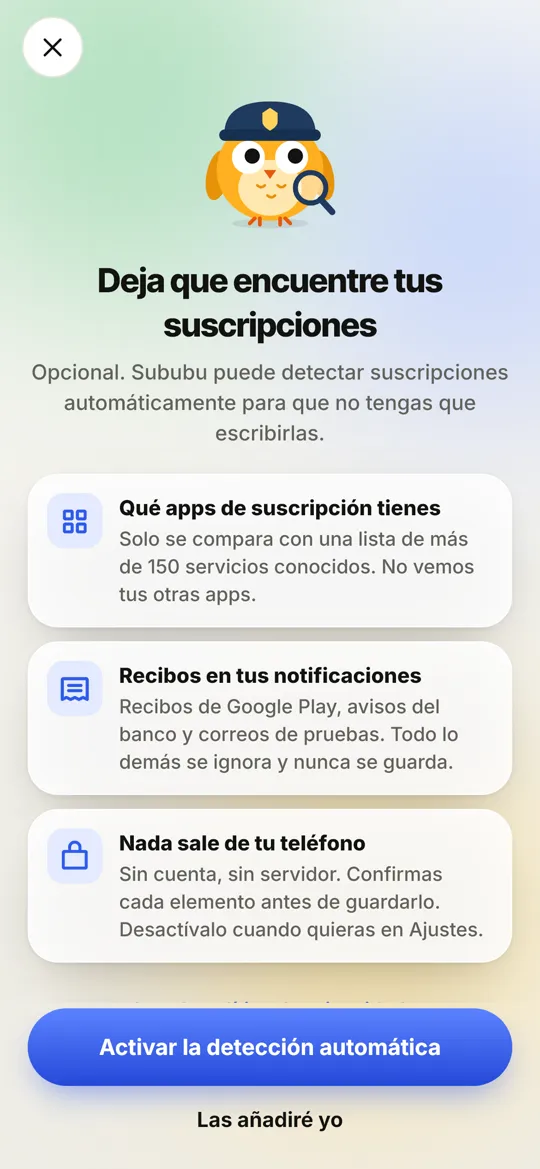 Deja que encuentre tus
suscripciones
Opcional. Sububu puede detectar suscripciones
automáticamente para que no tengas que
escribirlas.
Qué apps de suscripción tienes
Solo se compara con una lista de más
de 150 servicios conocidos. No vemos
tus otras apps.
Recibos en tus notificaciones
Recibos de Google Play, avisos del
banco y correos de pruebas. Todo lo
demás se ignora y nunca se guarda.
Nada sale de tu teléfono
Sin cuenta, sin servidor. Confirmas
cada elemento antes de guardarlo.
Desactívalo cuando quieras en Ajustes.
Activar la detección automática
Las añadiré yo